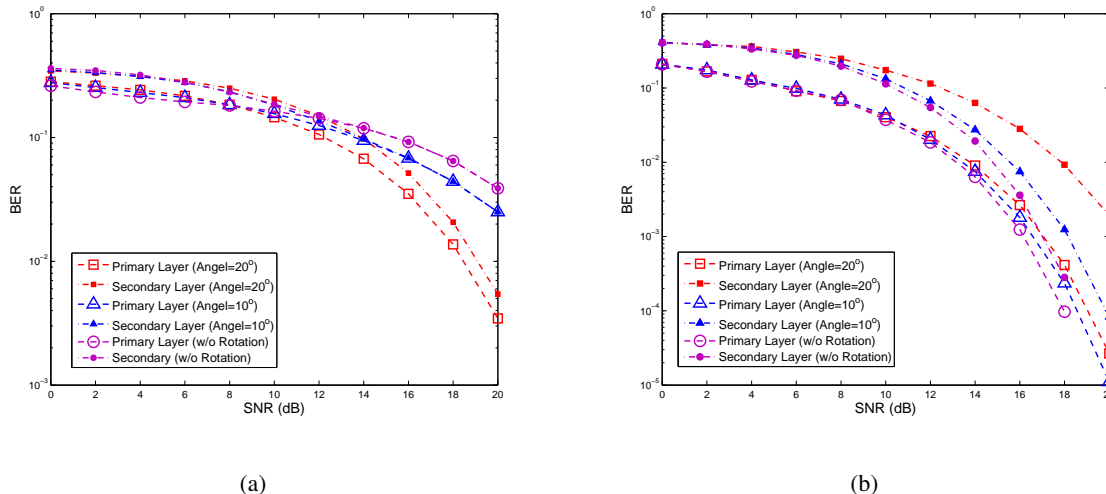 10^0
10^-1
10^-2
10^-3
BER
0 2 4 6 8 10 12 14 16 18 20
SNR (dB)
Primary Layer (Angel=20°)
Secondary Layer (Angel=20°)
Primary Layer (Angel=10°)
Secondary Layer (Angel=10°)
Primary Layer (w/o Rotation)
Secondary (w/o Rotation)
(a)
10^0
10^-1
10^-2
10^-3
10^-4
10^-5
BER
0 2 4 6 8 10 12 14 16 18
SNR (dB)
Primary Layer (Angle=20°)
Secondary Layer (Angle=20°)
Primary Layer (Angle=10°)
Secondary Layer (Angle=10°)
Primary Layer (w/o Rotation)
Secondary Layer (w/o Rotation)
(b)